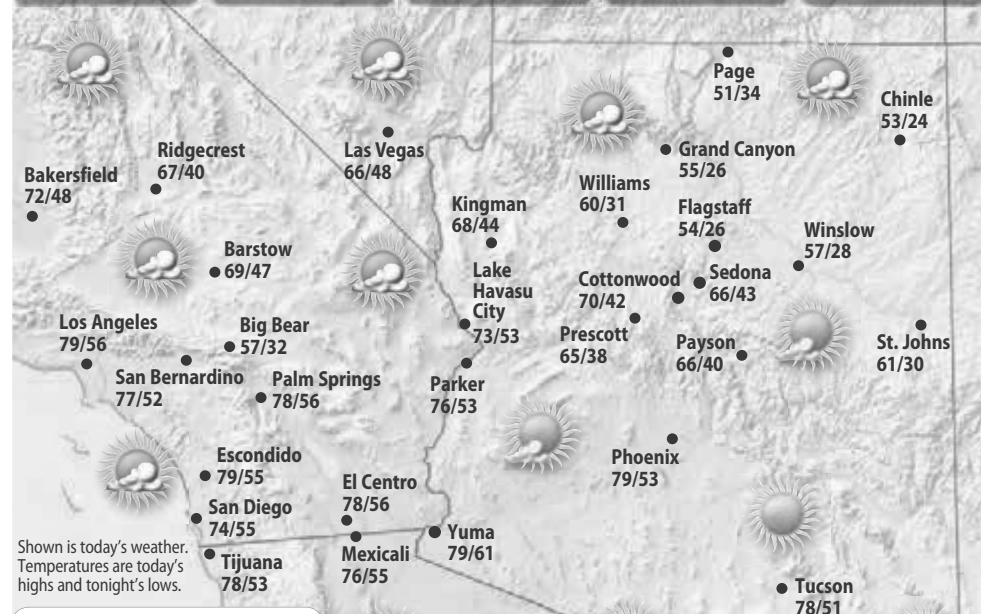 Page
51/34
Chinle
53/24
Ridgecrest
67/40
Las Vegas
66/48
Grand Canyon
55/26
Bakersfield
72/48
Williams
60/31
Kingman
68/44
Flagstaff
54/26
Winslow
57/28
Barstow
69/47
Lake
Havasu
City
73/53
Cottonwood
70/42
Sedona
66/43
Los Angeles
79/56
Big Bear
57/32
Prescott
65/38
Payson
66/40
St. Johns
61/30
San Bernardino
77/52
Palm Springs
78/56
Parker
76/53
Escondido
79/55
Phoenix
79/53
El Centro
78/56
San Diego
74/55
Yuma
79/61
Shown is today's weather.
Temperatures are today's
highs and tonight's lows.
Tijuana
78/53
Mexicali
76/55
Tucson
78/51